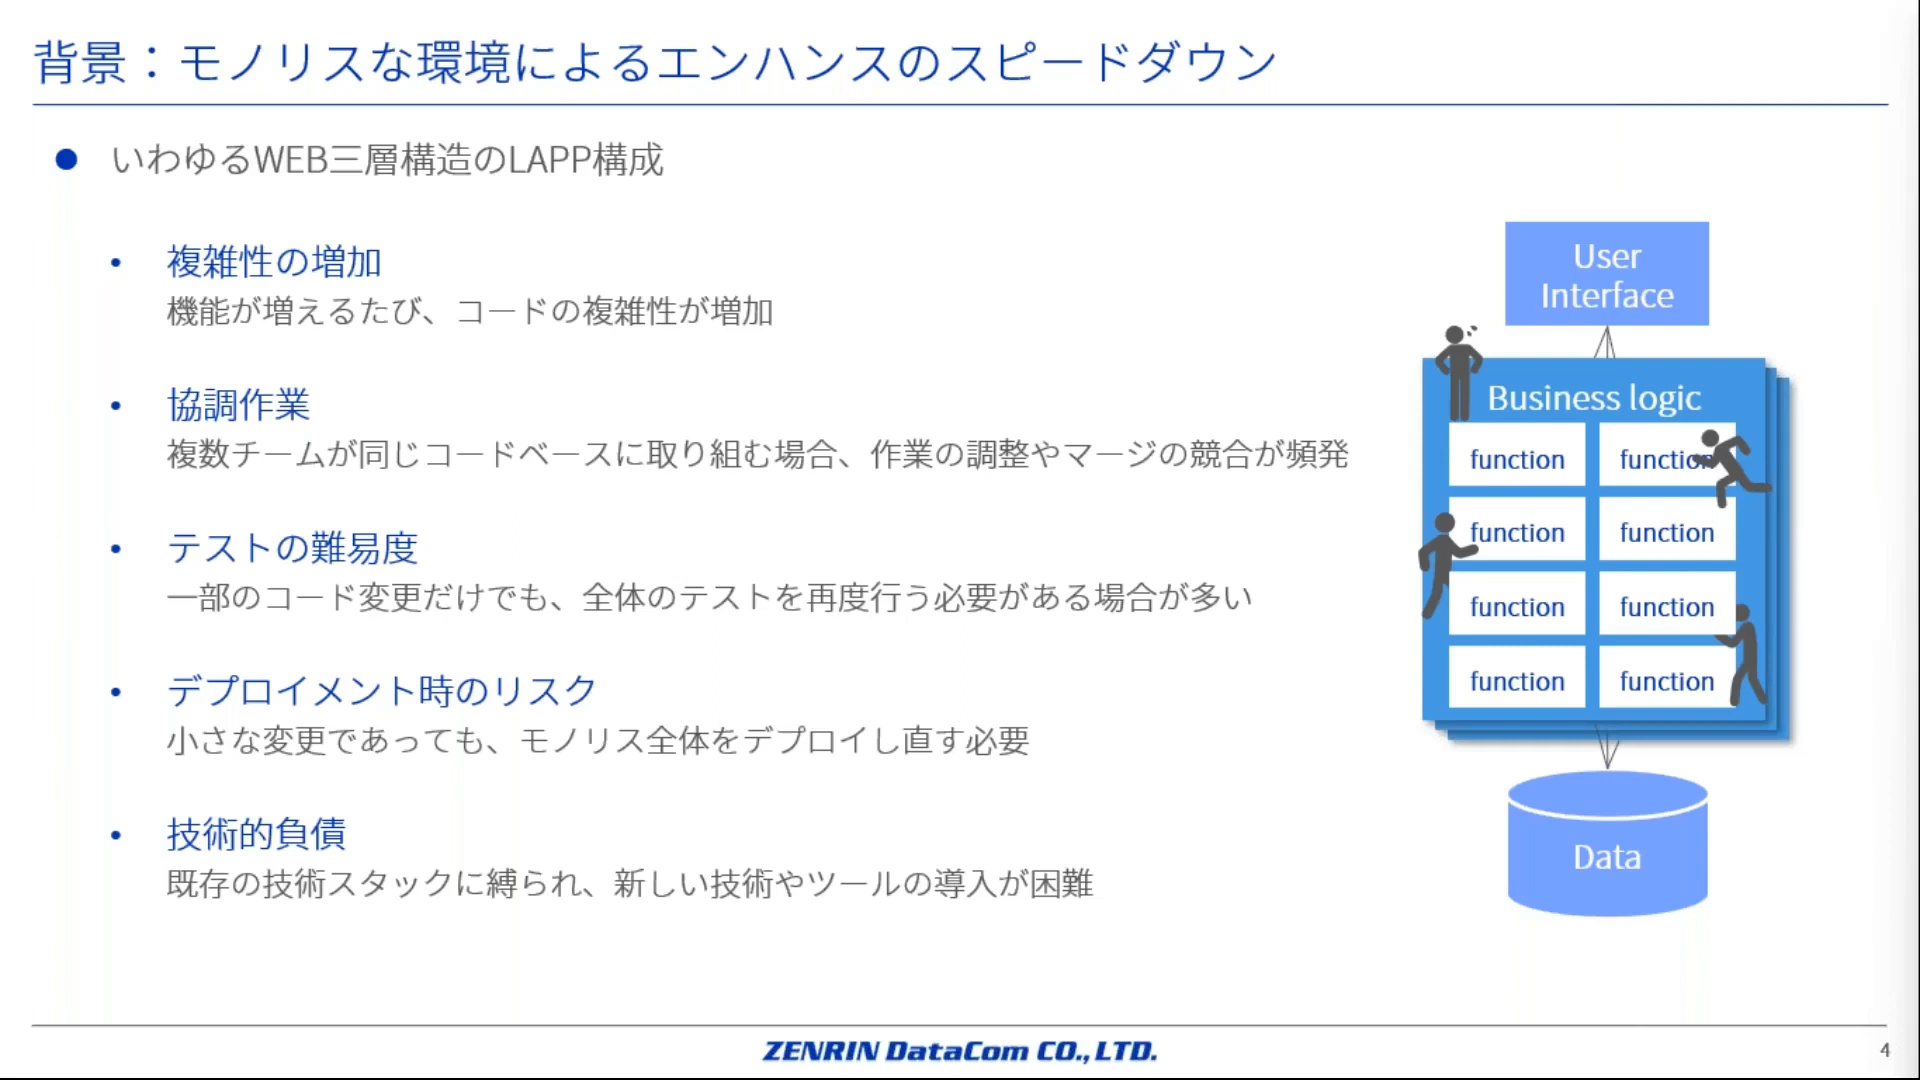 背景：モノリスな環境によるエンハンスのスピードダウン
いわゆるWEB三層構造のLAPP構成
複雑性の増加
機能が増えるたび、コードの複雑性が増加
協調作業
複数チームが同じコードベースに取り組む場合、作業の調整やマージの競合が頻発
テストの難易度
一部のコード変更だけでも、全体のテストを再度行う必要がある場合が多い
デプロイメント時のリスク
小さな変更であっても、モノリス全体をデプロイし直す必要
技術的負債
既存の技術スタックに縛られ、新しい技術やツールの導入が困難
User
Interface
Business logic
function function
function function
function function
function function
Data
ZENRIN DataCom CO., LTD.
4